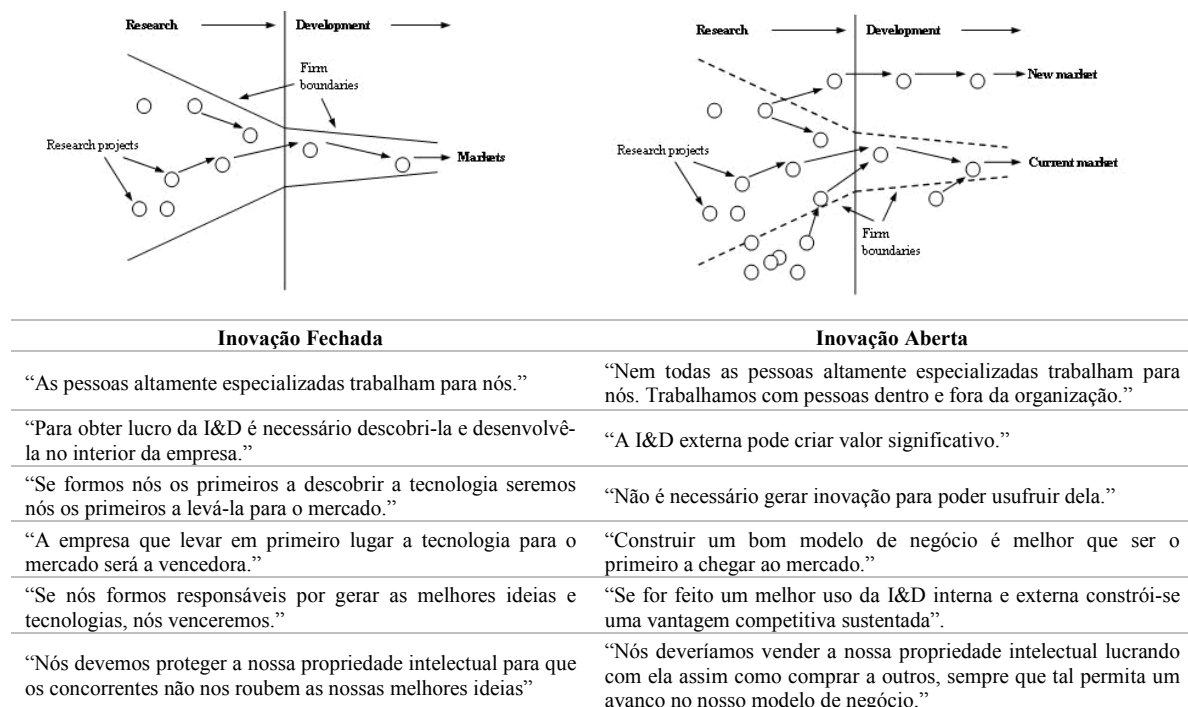 Research
Development
Firm
boundaries
Research projects
Markets
Research
Development
New market
Research projects
Current market
Firm
boundaries
Inovação Fechada
Inovação Aberta
“As pessoas altamente especializadas trabalham para nós.”
“Nem todas as pessoas altamente especializadas trabalham para
nós. Trabalhamos com pessoas dentro e fora da organização.”
“Para obter lucro da I&D é necessário descobri-la e desenvolvê-
la no interior da empresa.”
“A I&D externa pode criar valor significativo.”
“Se formos nós os primeiros a descobrir a tecnologia seremos
nós os primeiros a levá-la para o mercado.”
“Não é necessário gerar inovação para poder usufruir dela.”
“A empresa que levar em primeiro lugar a tecnologia para o
mercado será a vencedora.”
“Construir um bom modelo de negócio é melhor que ser o
primeiro a chegar ao mercado.”
“Se nós formos responsáveis por gerar as melhores ideias e
tecnologias, nós venceremos.”
“Se for feito um melhor uso da I&D interna e externa constrói-se
uma vantagem competitiva sustentada”.
“Nós devemos proteger a nossa propriedade intelectual para que
os concorrentes não nos roubem as nossas melhores ideias”
“Nós deveríamos vender a nossa propriedade intelectual lucrando
com ela assim como comprar a outros, sempre que tal permita um
avanço no nosso modelo de negócio.”